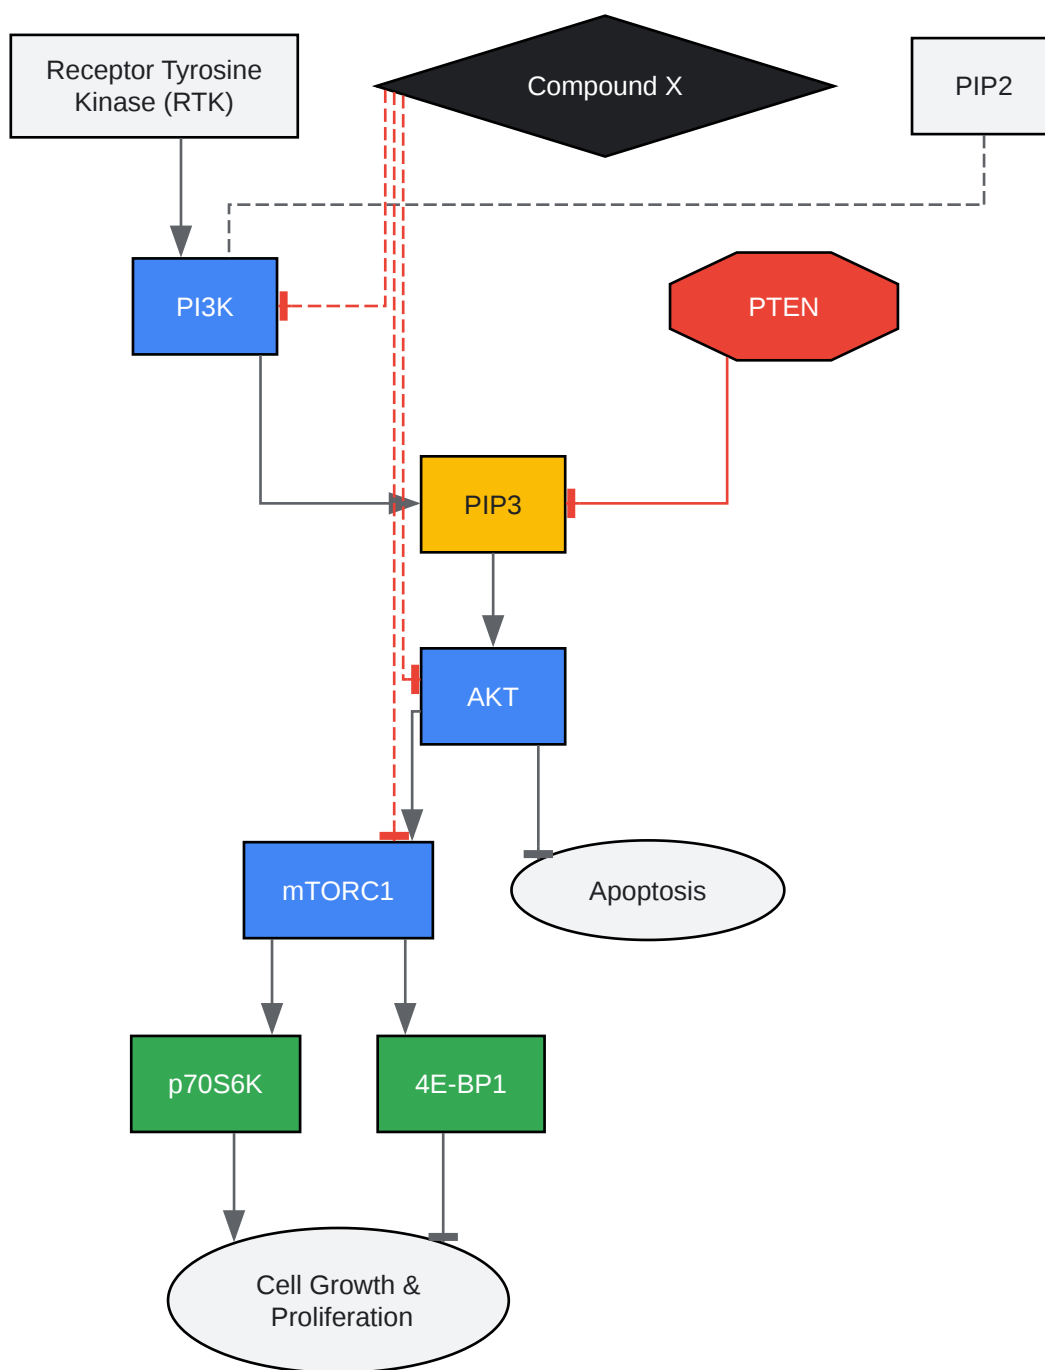 Receptor Tyrosine
Kinase (RTK)
Compound X
PIP2
PI3K
PTEN
PIP3
AKT
mTORC1
Apoptosis
p70S6K
4E-BP1
Cell Growth &
Proliferation